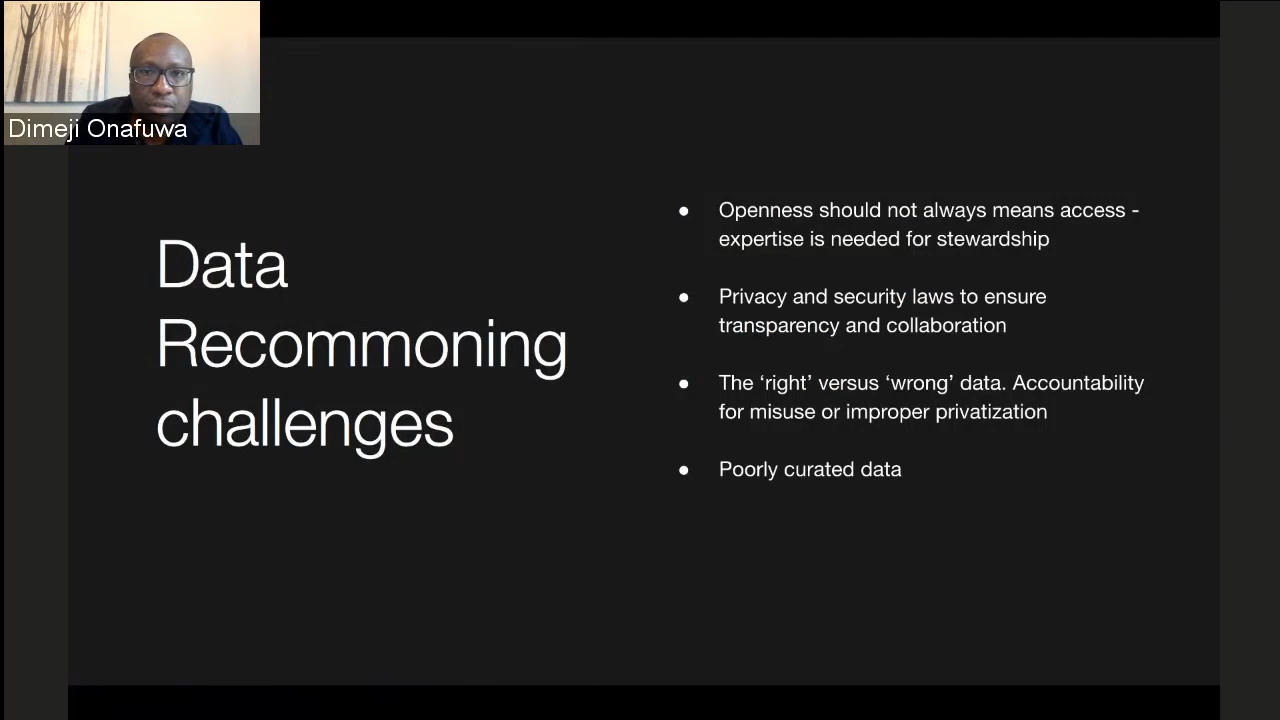 Dimeji Onafuwa
Data
Recommoning
challenges
● Openness should not always means access -
expertise is needed for stewardship
● Privacy and security laws to ensure
transparency and collaboration
● The ‘right’ versus ‘wrong’ data. Accountability
for misuse or improper privatization
● Poorly curated data